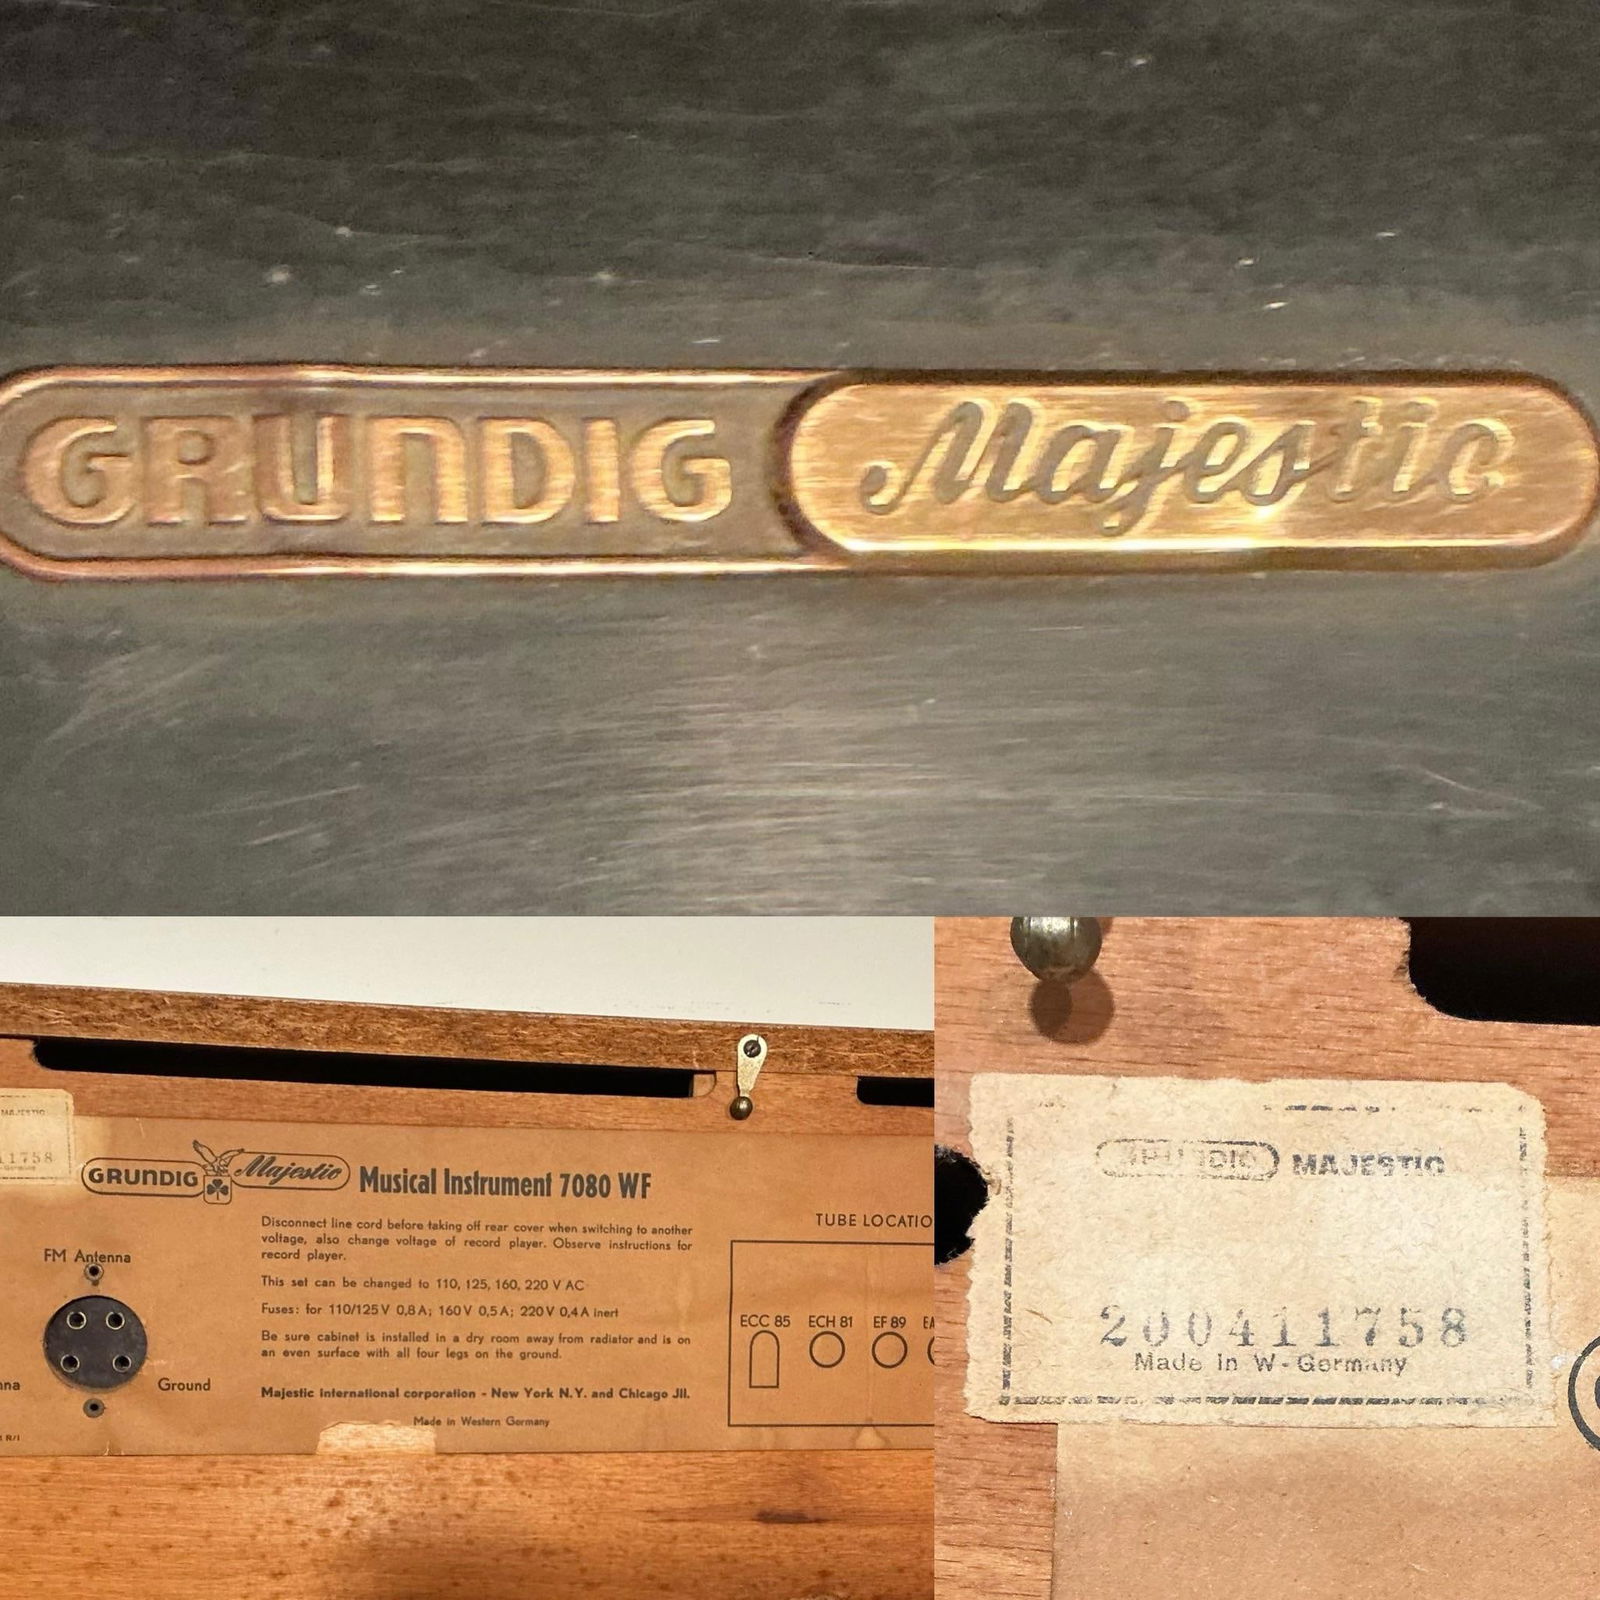 GRUNDIG Majestic
MAJESTIC
11758
GRUNDIG Majestic Musical Instrument 7080 WF
Disconnect line cord before taking off rear cover when switching to another
voltage, also change voltage of record player. Observe instructions for
record player.
This set can be changed to 110, 125, 160, 220 V AC
Fuses: for 110/125 V 0,8 A; 160 V 0,5 A; 220 V 0,4 A inert
Be sure cabinet is installed in a dry room away from radiator and is on
an even surface with all four legs on the ground.
Majestic International corporation - New York N.Y. and Chicago Jll.
Made in Western Germany
FM Antenna
nna
Ground
R/I
TUBE LOCATIO
ECC 85 ECH 81 EF 89 EA
GRUNDIG MAJESTIC
200411758
Made in W-Germany